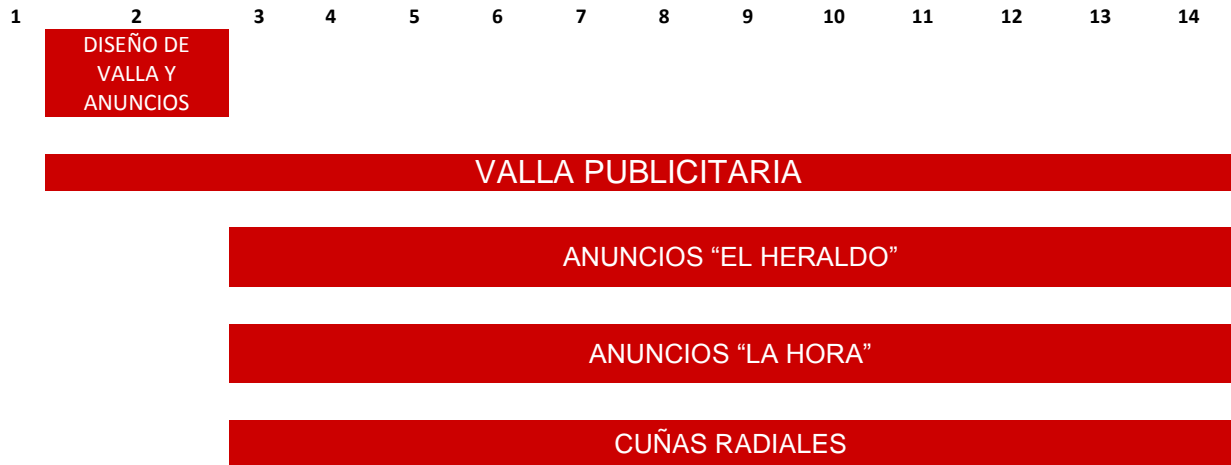 1 2 3 4 5 6 7 8 9 10 11 12 13 14
DISEÑO DE
VALLA Y
ANUNCIOS
VALLA PUBLICITARIA
ANUNCIOS “EL HERALDO”
ANUNCIOS “LA HORA”
CUÑAS RADIALES